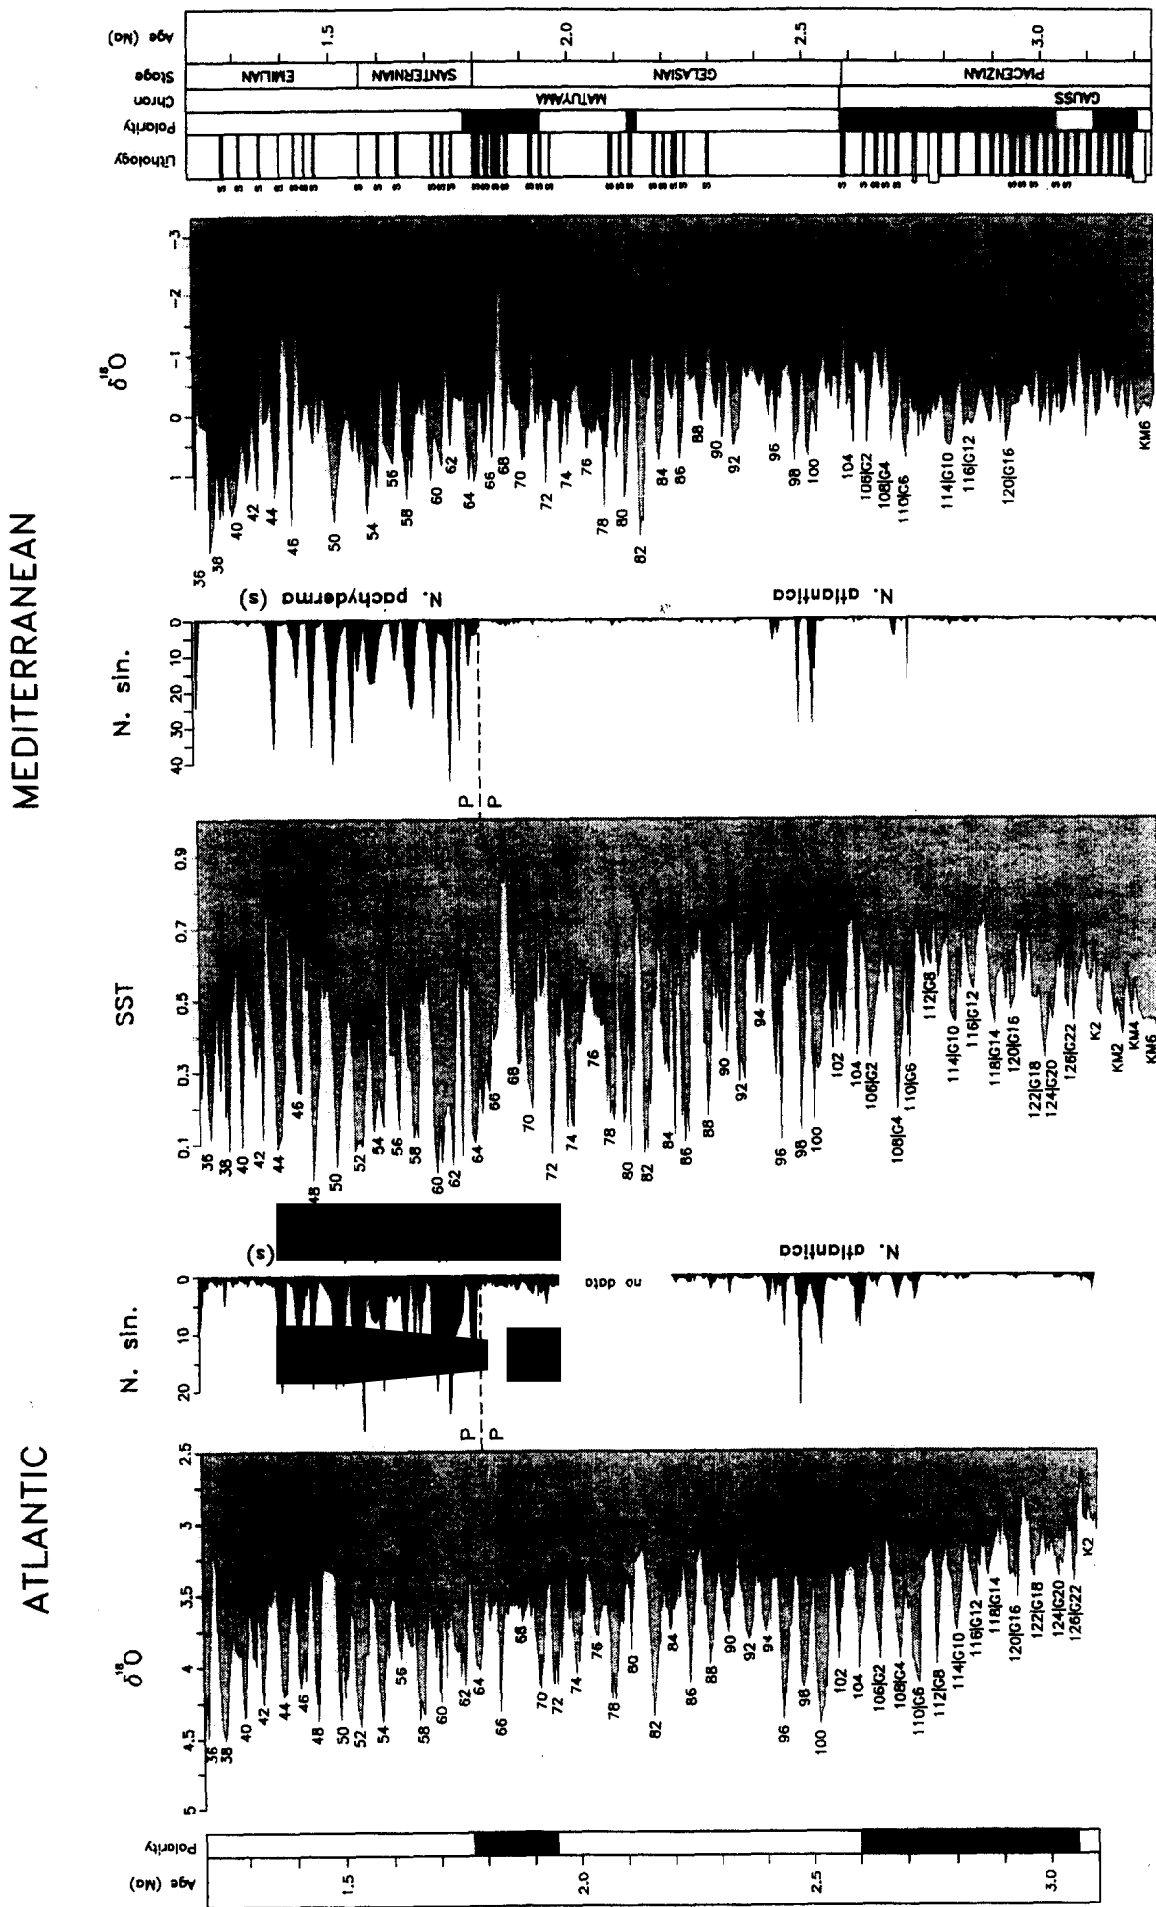 MEDITERRANEAN
ATLANTIC
Age (Ma)
1.5
2.0
2.5
3.0
Stage
EMILIAN
SANTERNIAN
GELASIAN
PIACENZIAN
Chron
MATUYAMA
GAUSS
Polarity
Lithology
δ18O
-3
-2
-1
0
1
36
38
40
42
44
46
50
54
56
58
60
62
64
66
68
70
72
74
76
78
80
82
84
86
88
90
92
96
98
100
104
106|G2
108|G4
110|G6
114|G10
116|G12
120|G16
KM6
N. sin.
N. pachyderma (s)
N. atlantica
0
10
20
30
40
P
P
SST
0.9
0.7
0.5
0.3
0.1
36
38
40
42
44
46
48
50
52
54
56
58
60
62
64
66
68
70
72
74
76
78
80
82
84
86
88
90
92
94
96
98
100
102
104
106|G2
108|G4
110|G6
112|G8
114|G10
116|G12
118|G14
120|G16
122|G18
124|G20
126|G22
K2
KM2
KM4
KM6
N. sin.
(s)
N. atlantica
no data
0
10
20
P
P
δ18O
2.5
3
3.5
4
4.5
5
36
38
40
42
44
46
48
50
52
54
56
58
60
62
64
66
68
70
72
74
76
78
80
82
84
86
88
90
92
94
96
98
100
102
104
106|G2
108|G4
110|G6
112|G8
114|G10
116|G12
118|G14
120|G16
122|G18
124|G20
126|G22
K2
Polarity
Age (Ma)
1.5
2.0
2.5
3.0